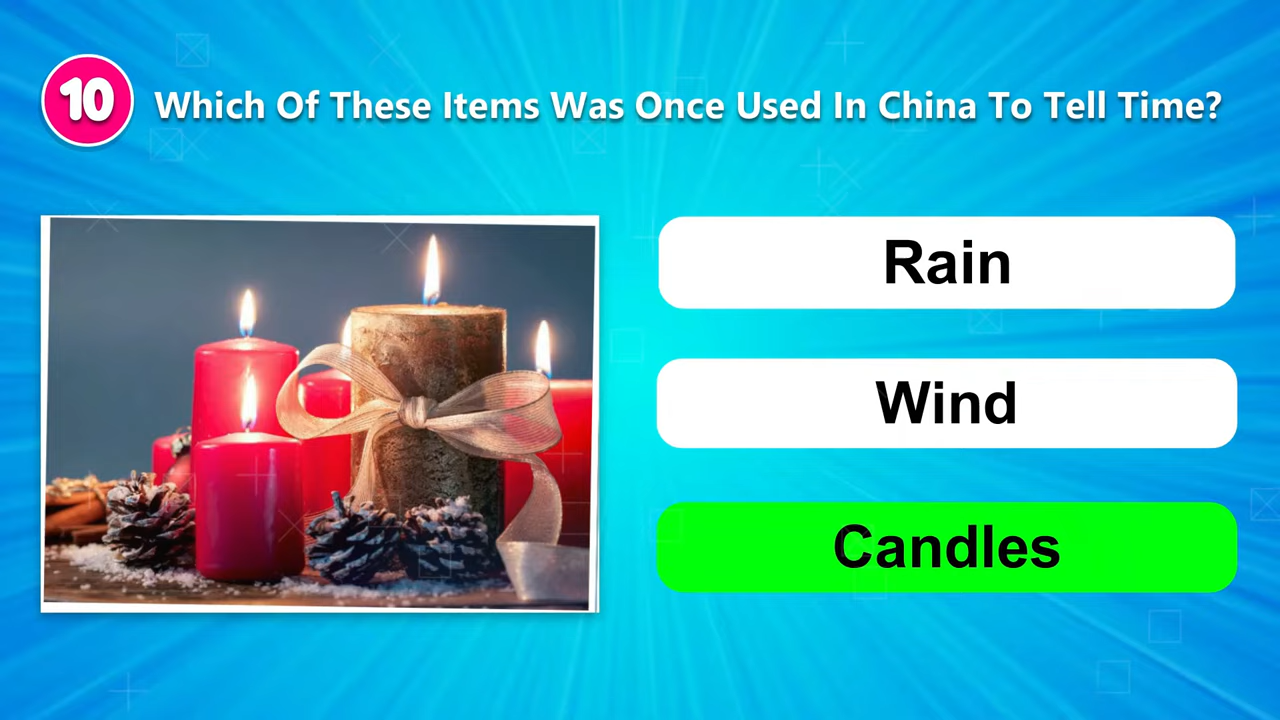 10 Which Of These Items Was Once Used In China To Tell Time?
Rain
Wind
Candles